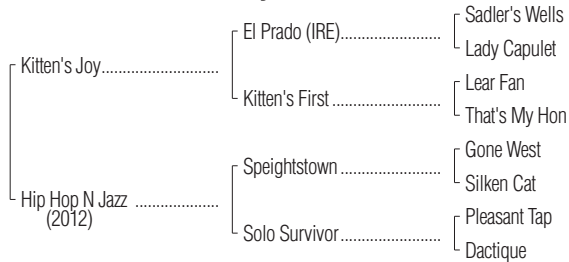 Sadler's Wells
El Prado (IRE)
Lady Capulet
Kitten's Joy
Lear Fan
Kitten's First
That's My Hon
Gone West
Speightstown
Silken Cat
Hip Hop N Jazz
(2012)
Pleasant Tap
Solo Survivor
Dactique